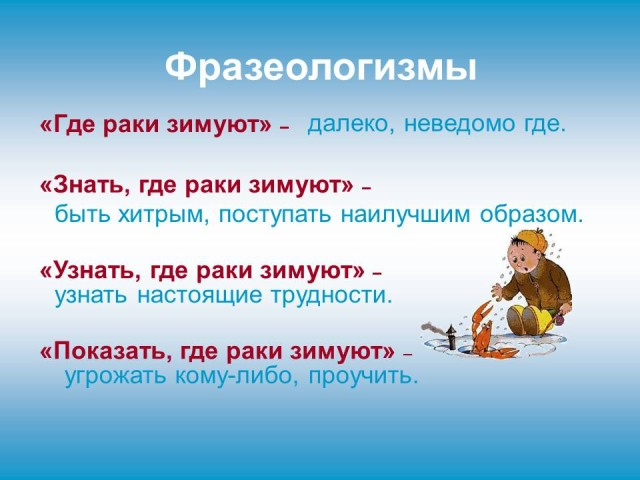 Фразеологизмы
«Где раки зимуют» – далеко, неведомо где.
«Знать, где раки зимуют» –
быть хитрым, поступать наилучшим образом.
«Узнать, где раки зимуют» –
узнать настоящие трудности.
«Показать, где раки зимуют» –
угрожать кому-либо, проучить.